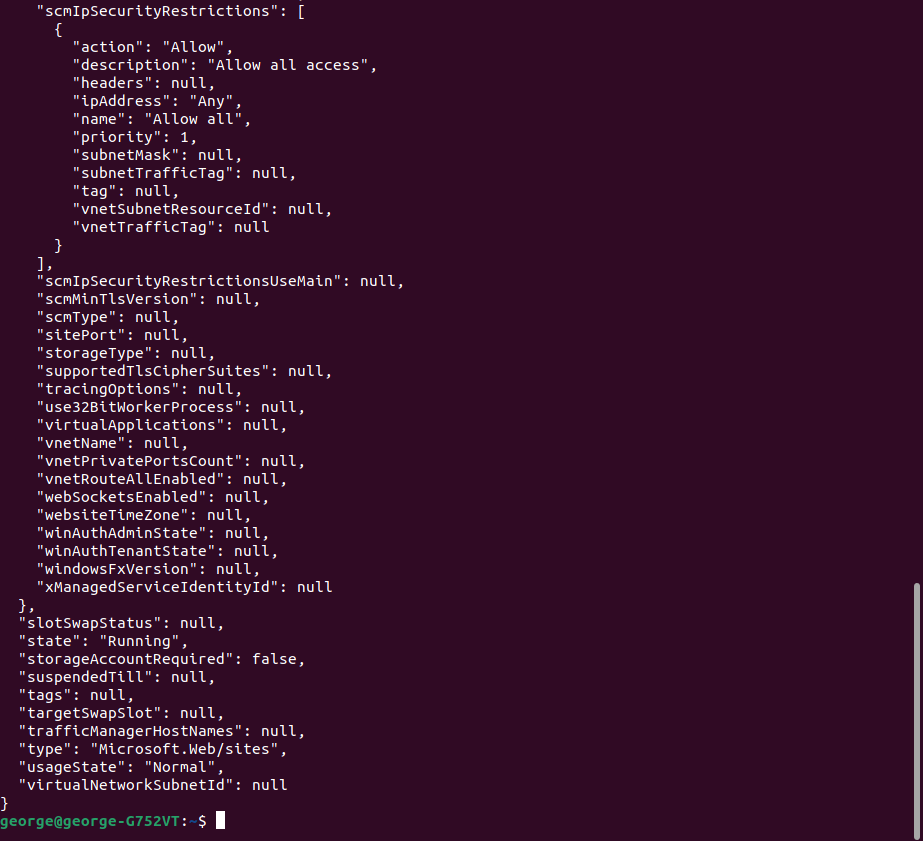 "scmIpSecurityRestrictions": [
{
"action": "Allow",
"description": "Allow all access",
"headers": null,
"ipAddress": "Any",
"name": "Allow all",
"priority": 1,
"subnetMask": null,
"subnetTrafficTag": null,
"tag": null,
"vnetSubnetResourceId": null,
"vnetTrafficTag": null
}
],
"scmIpSecurityRestrictionsUseMain": null,
"scmMinTlsVersion": null,
"scmType": null,
"sitePort": null,
"storageType": null,
"supportedTlsCipherSuites": null,
"tracingOptions": null,
"use32BitWorkerProcess": null,
"virtualApplications": null,
"vnetName": null,
"vnetPrivatePortsCount": null,
"vnetRouteAllEnabled": null,
"webSocketsEnabled": null,
"websiteTimeZone": null,
"winAuthAdminState": null,
"winAuthTenantState": null,
"windowsFxVersion": null,
"xManagedServiceIdentityId": null
},
"slotSwapStatus": null,
"state": "Running",
"storageAccountRequired": false,
"suspendedTill": null,
"tags": null,
"targetSwapSlot": null,
"trafficManagerHostNames": null,
"type": "Microsoft.Web/sites",
"usageState": "Normal",
"virtualNetworkSubnetId": null
}
george@george-G752VT:~$